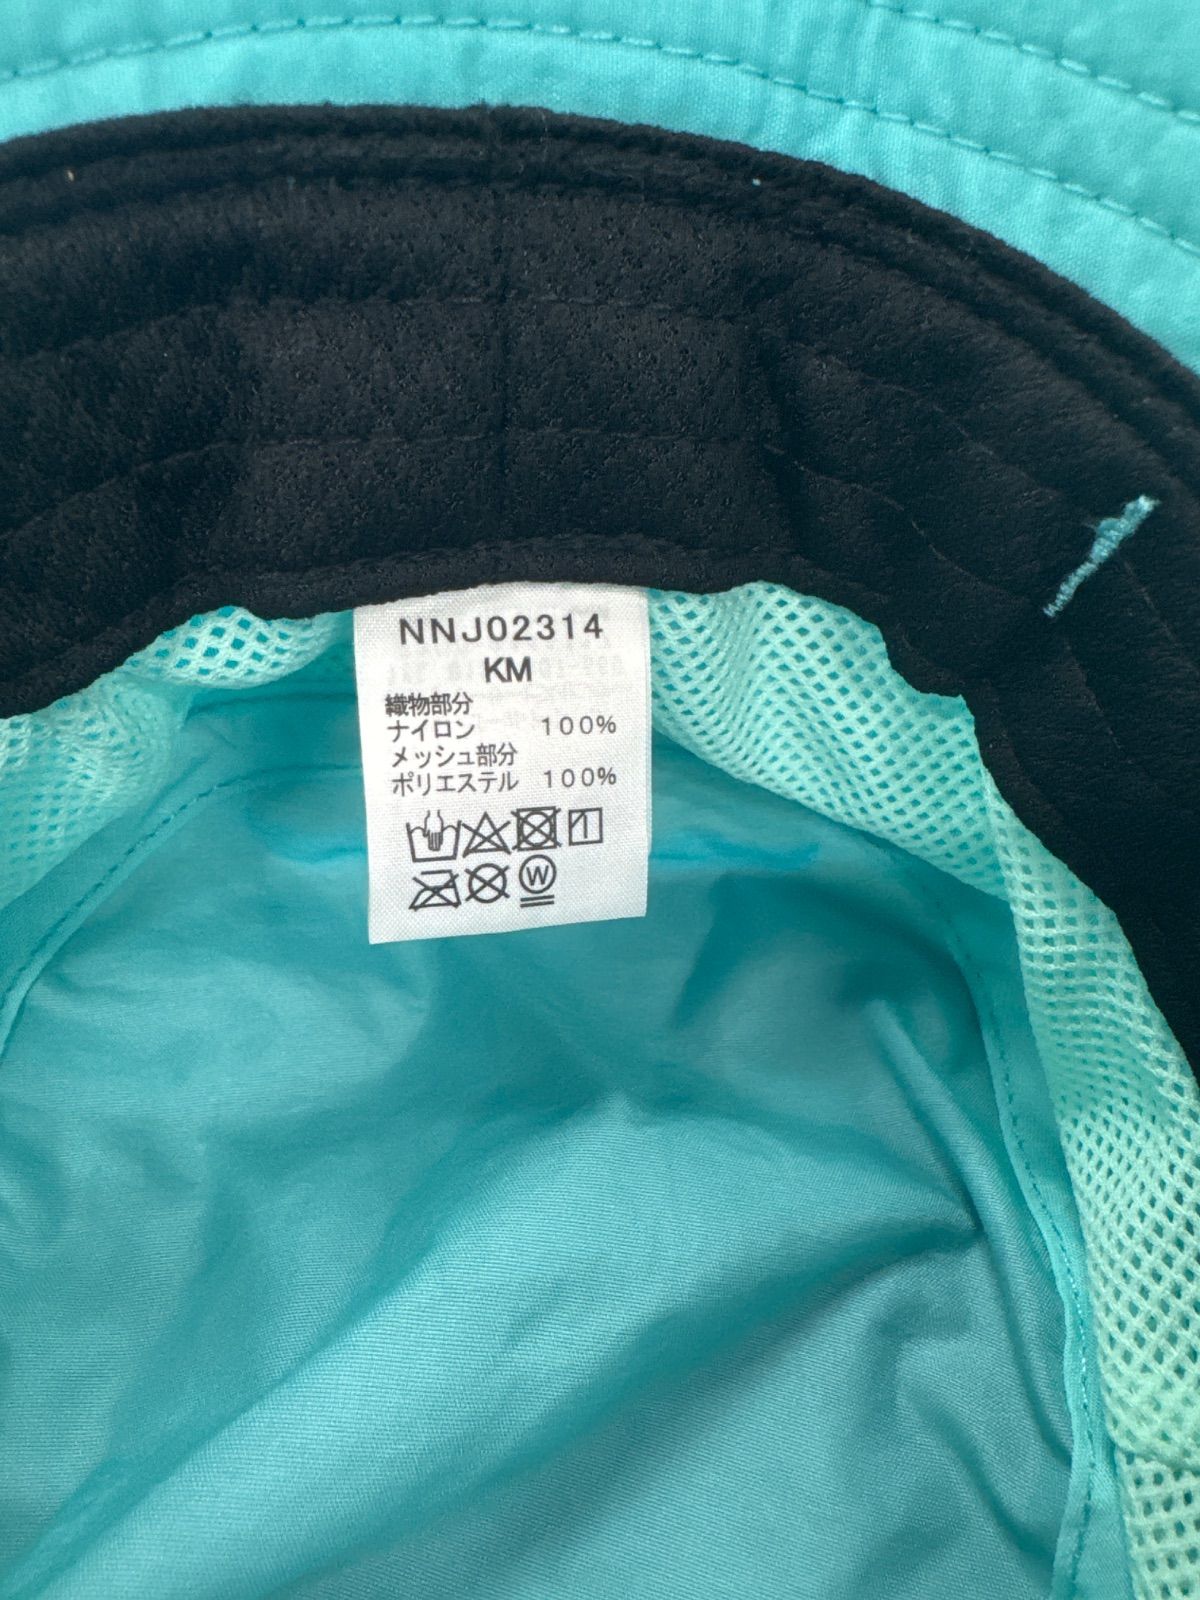 NNJ02314
KM
織物部分
ナイロン 100%
メッシュ部分
ポリエステル 100%
W